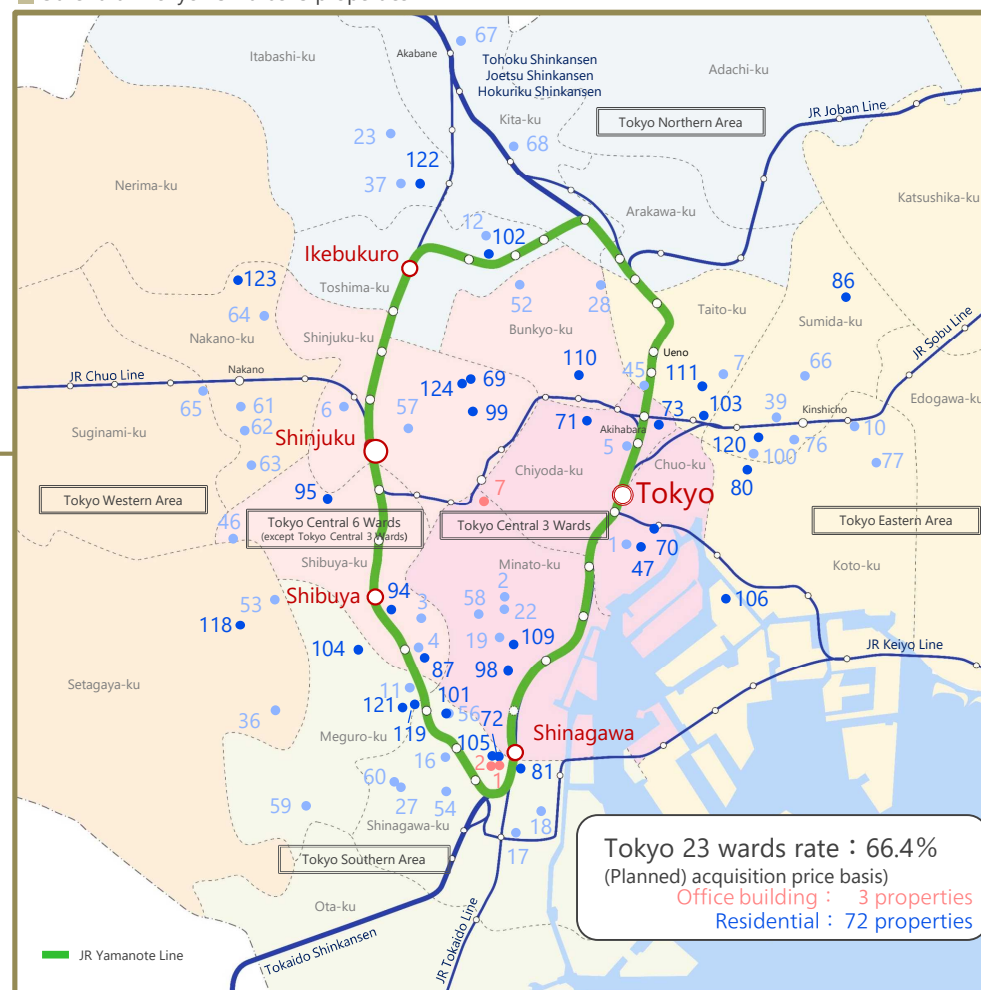 67
Akabane
Itabashi-ku
Tohoku Shinkansen
Joetsu Shinkansen
Hokuriku Shinkansen
Adachi-ku
JR Joban Line
Kita-ku
Tokyo Northern Area
23
122
68
37
Nerima-ku
Katsushika-ku
Arakawa-ku
12
102
Ikebukuro
123
Toshima-ku
52
28
Taito-ku
86
64
Nakano-ku
Shinjuku-ku
Bunkyo-ku
Sumida-ku
JR Sobu Line
Ueno
110
45
111
7
66
JR Chuo Line
Nakano
124
69
65
61
6
57
99
71
73
103
39
Kinshicho
Edogawa-ku
Suginami-ku
62
Shinjuku
Akihabara
5
120
76
10
63
Chiyoda-ku
Chuo-ku
100
77
80
95
7
Tokyo
Tokyo Western Area
46
Tokyo Central 6 Wards
(except Tokyo Central 3 Wards)
Tokyo Central 3 Wards
Tokyo Eastern Area
1
70
47
Shibuya-ku
Minato-ku
Koto-ku
Shibuya
94
2
53
3
58
22
106
118
19
109
104
4
87
98
JR Keiyo Line
Setagaya-ku
11
101
121
119
56
72
36
Meguro-ku
Shinagawa
105
16
2
1
81
60
27
54
59
Shinagawa-ku
18
17
Tokyo Southern Area
Ota-ku
Tokyo 23 wards rate：66.4%
(Planned) acquisition price basis)
Office building： 3 properties
Residential：72 properties
JR Yamanote Line
Tokaido Shinkansen
JR Tokaido Line